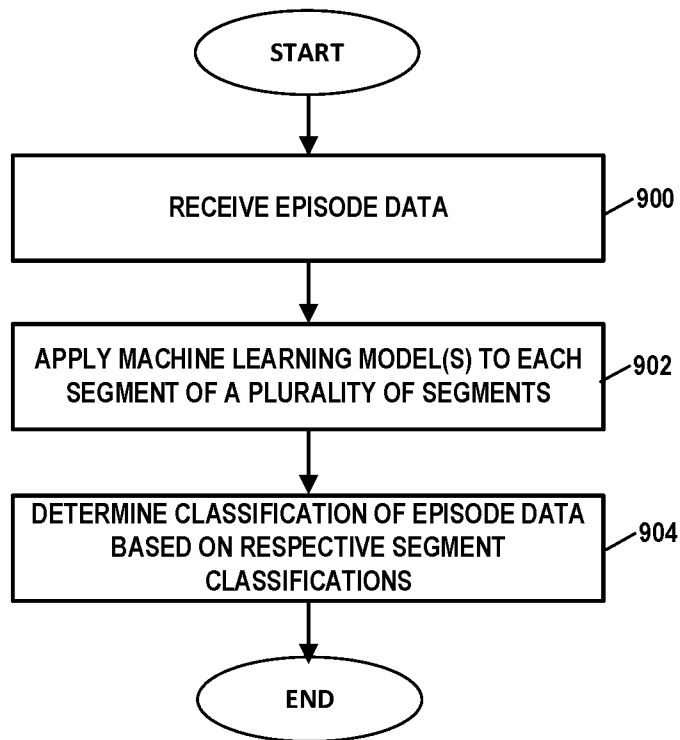 START
RECEIVE EPISODE DATA
900
APPLY MACHINE LEARNING MODEL(S) TO EACH
SEGMENT OF A PLURALITY OF SEGMENTS
902
DETERMINE CLASSIFICATION OF EPISODE DATA
BASED ON RESPECTIVE SEGMENT
CLASSIFICATIONS
904
END